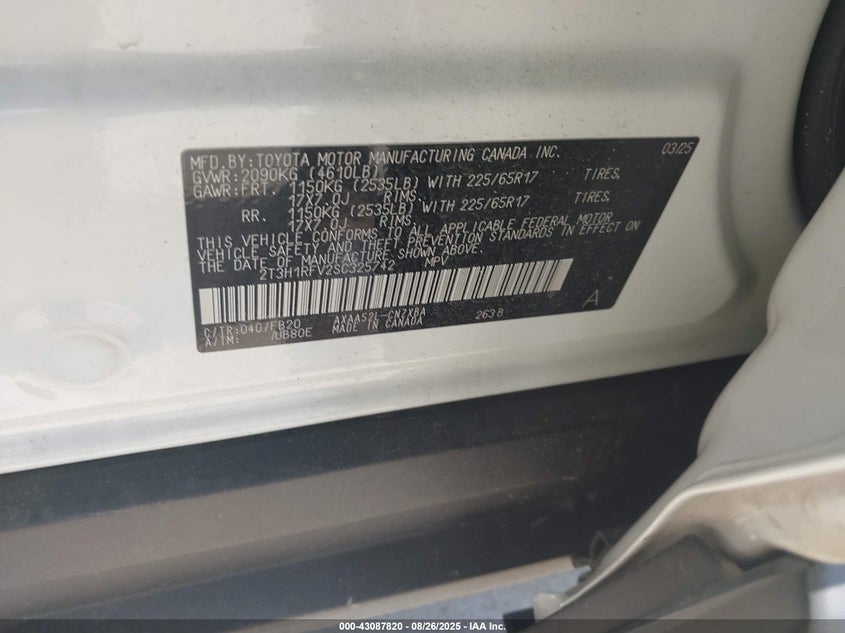 MFD.BY:TOYOTA MOTOR MANUFACTURING CANADA INC. 03/25
GVWR:2090KG (4610LB)
GAWR:FRT. 1150KG (2535LB) WITH 225/65R17 TIRES,
17X7.0J RIMS,
RR. 1150KG (2535LB) WITH 225/65R17 TIRES,
17X7.0J RIMS,
THIS VEHICLE CONFORMS TO ALL APPLICABLE FEDERAL MOTOR
VEHICLE SAFETY AND THEFT PREVENTION STANDARDS IN EFFECT ON
THE DATE OF MANUFACTURE SHOWN ABOVE.
2T3H1RFV2SC325742 MPV
C/TR:040/FB20 AXAA52L-CNZXBA 263B A
A/TM: /UB80E MADE IN CANADA
000-43087820 - 08/26/2025 - IAA Inc.